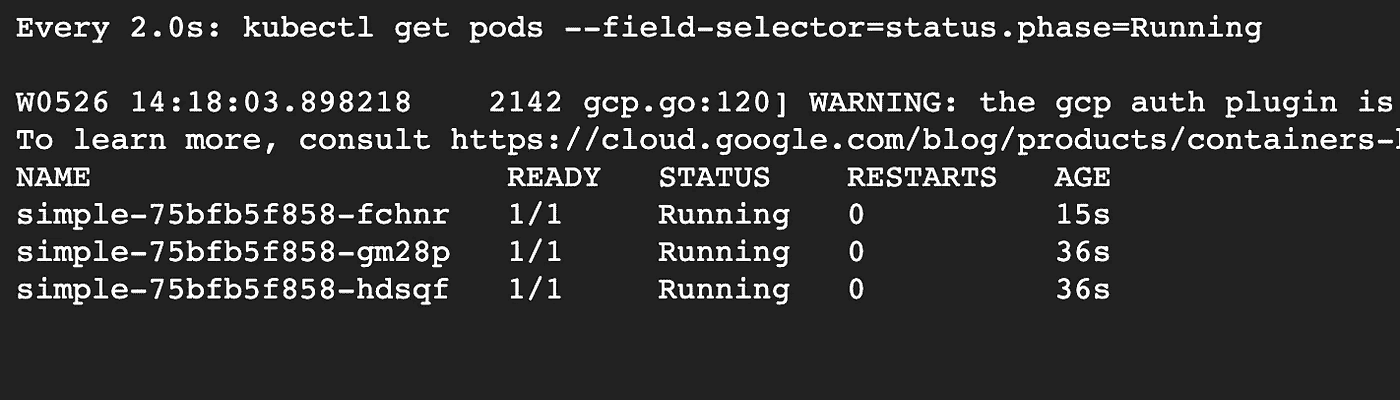 Every 2.0s: kubectl get pods --field-selector=status.phase=Running
W0526 14:18:03.898218    2142 gcp.go:120] WARNING: the gcp auth plugin is
To learn more, consult https://cloud.google.com/blog/products/containers-
NAME                      READY   STATUS    RESTARTS   AGE
simple-75bfb5f858-fchnr   1/1     Running   0          15s
simple-75bfb5f858-gm28p   1/1     Running   0          36s
simple-75bfb5f858-hdsqf   1/1     Running   0          36s